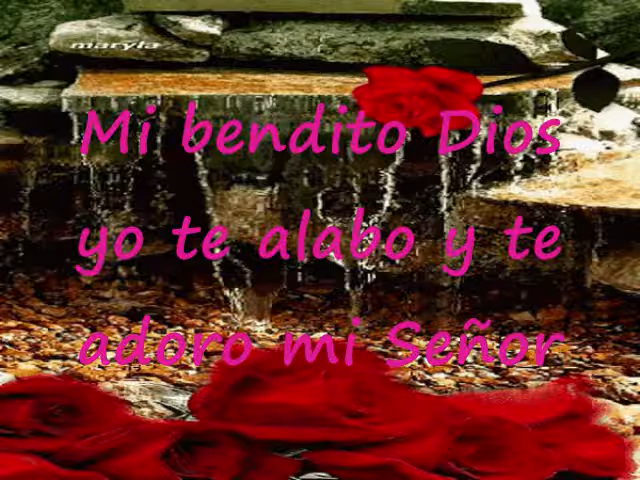 maryla
Mi bendito Dios
yo te alabo y te
adoro mi Señor